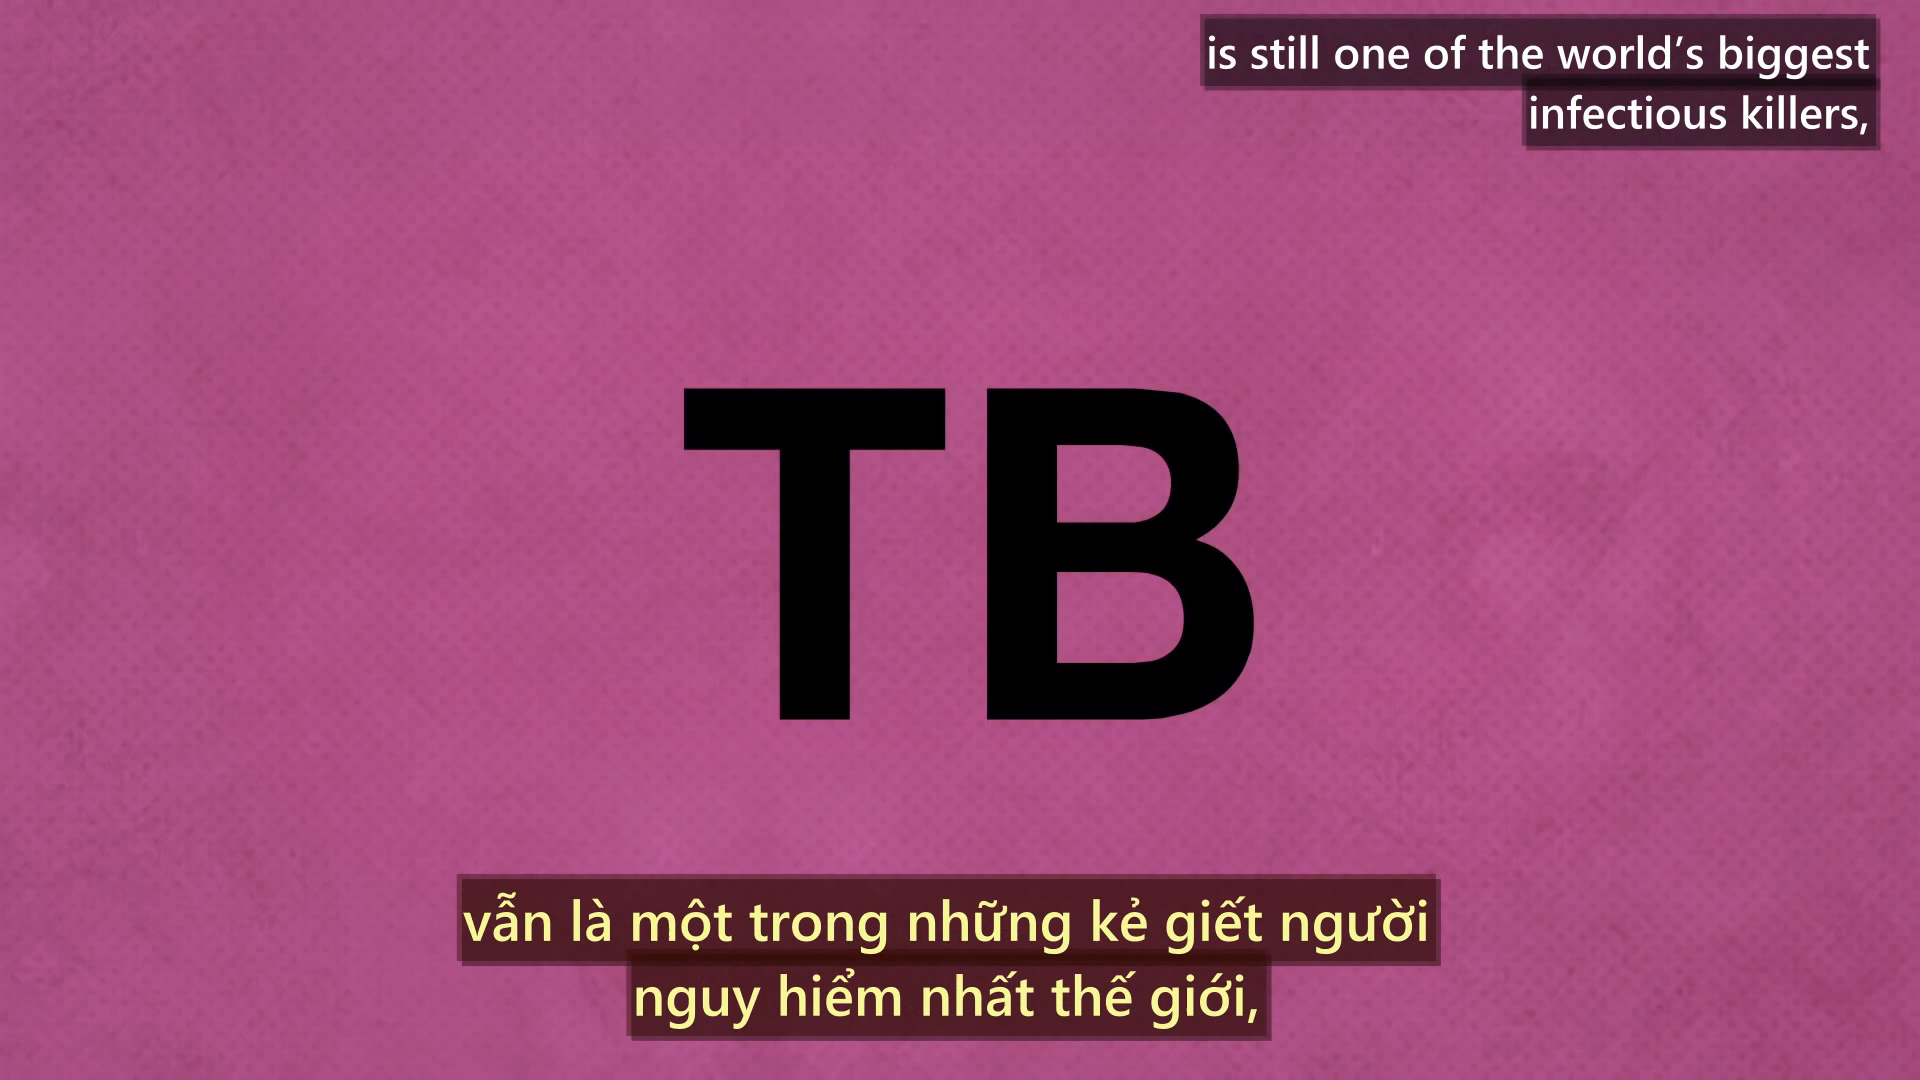 is still one of the world’s biggest
infectious killers,
TB
vẫn là một trong những kẻ giết người
nguy hiểm nhất thế giới,